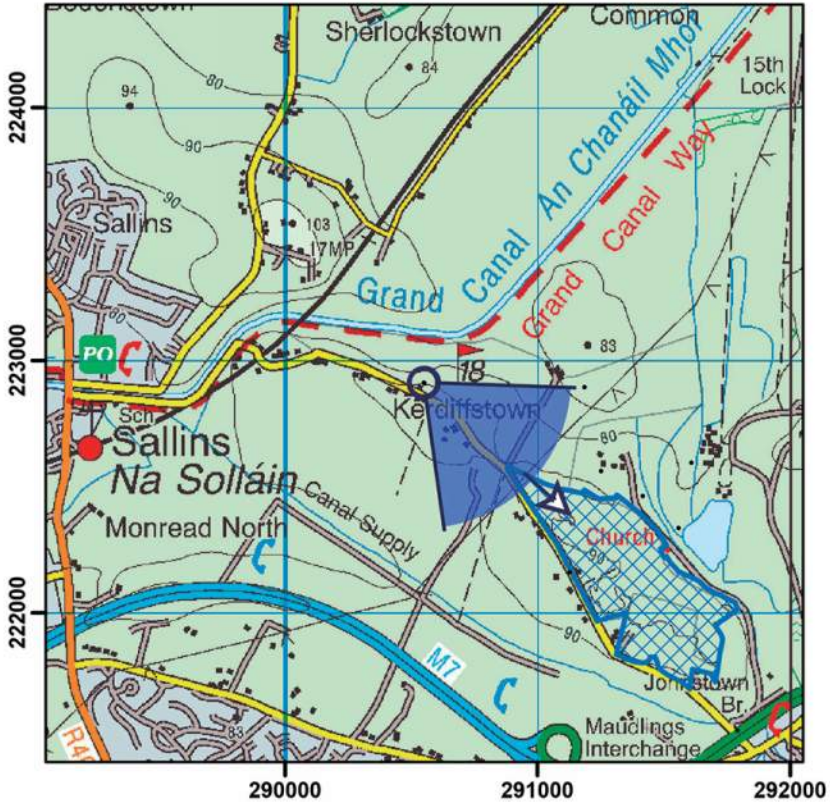 Sherlockstown
Common
15th
Lock
84
94
80
90
90
224000
An Chanáil Mhór
Grand Canal
Grand Canal Way
Sallins
103
17MP
80
223000
PO
83
18
Kerdiffstown
80
Sch
Sallins
Na Solláin
Canal Supply
Monread North
Church
90
90
222000
M7
Johnstown
Br.
Maudlings
Interchange
83
290000
291000
292000